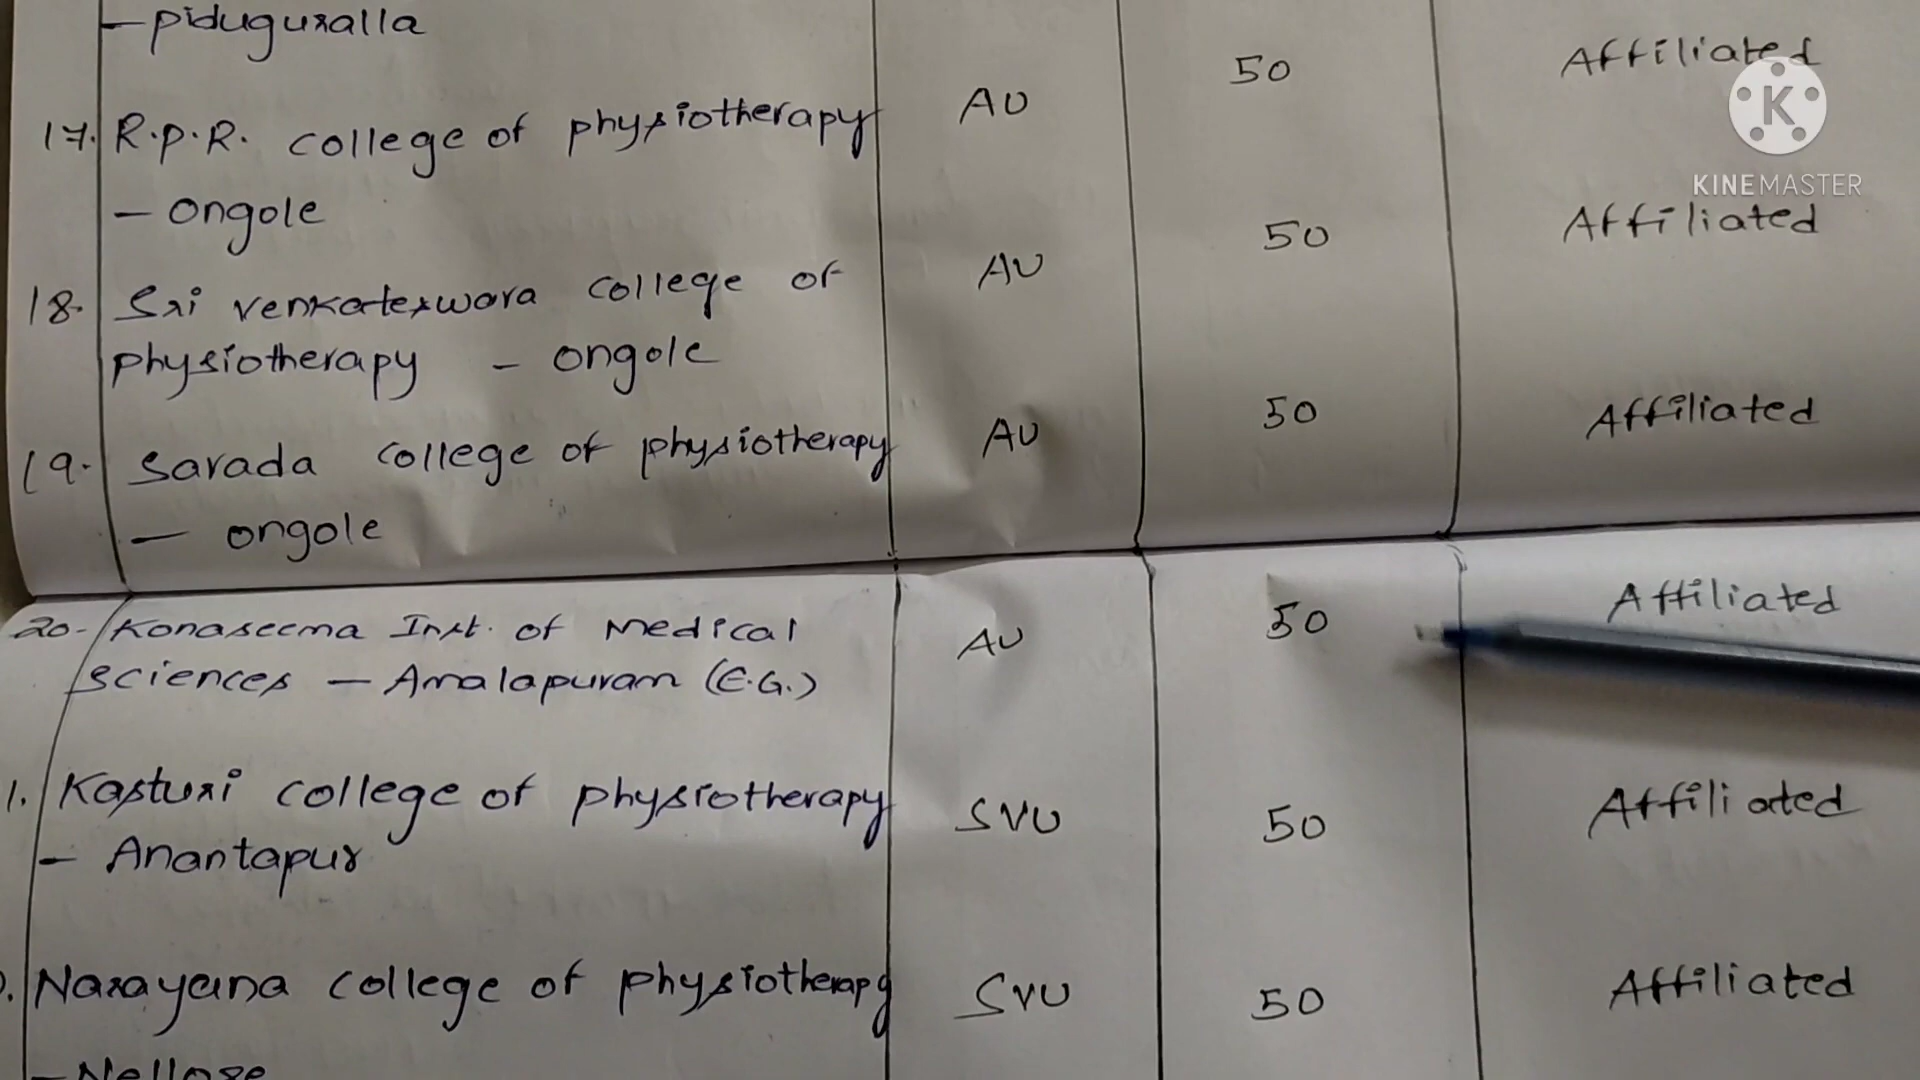 - piduguralla
50 Affiliated
17. R.P.R. college of physiotherapy AU
- Ongole
50 Affiliated
18. Sri venkateswara college of AU
physiotherapy - ongole
50 Affiliated
19. Sarada college of physiotherapy AU
- ongole
20. Konaseema Inst. of Medical AU 50 Affiliated
Sciences - Amalapuram (E.G.)
1. Kasturi college of physiotherapy SVU 50 Affiliated
- Anantapur
Narayana college of physiotherapy SVU 50 Affiliated
- Nellore
K
KINEMASTER